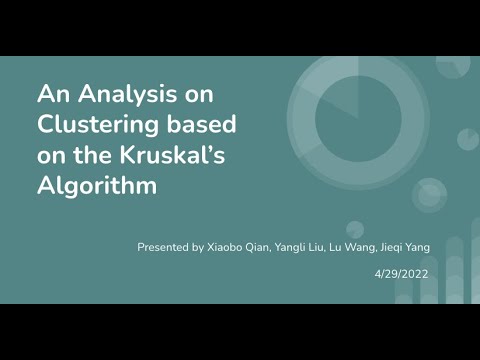 An Analysis on
Clustering based
on the Kruskal's
Algorithm
Presented by Xiaobo Qian, Yangli Liu, Lu Wang, Jieqi Yang
4/29/2022